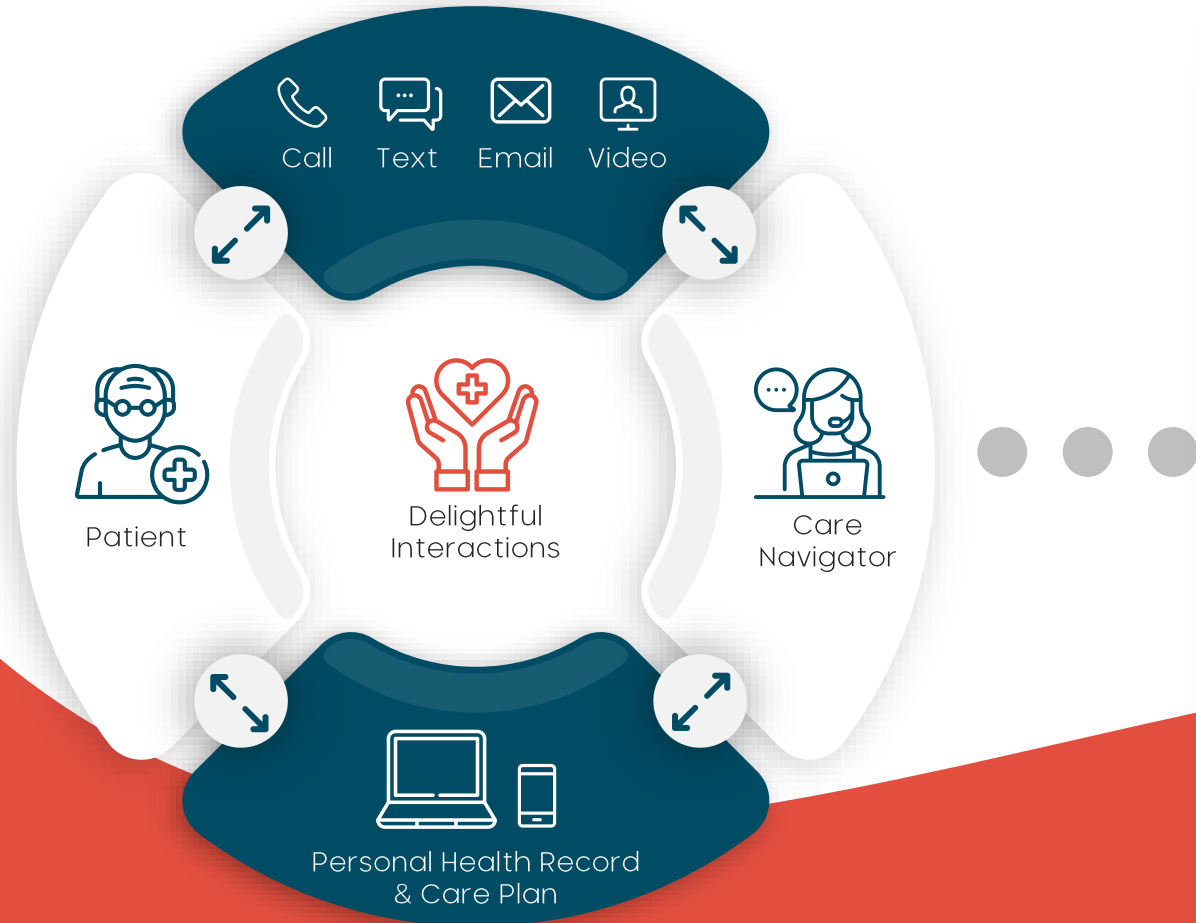 Call Text Email Video
Patient
Delightful
Interactions
Care
Navigator
Personal Health Record
& Care Plan